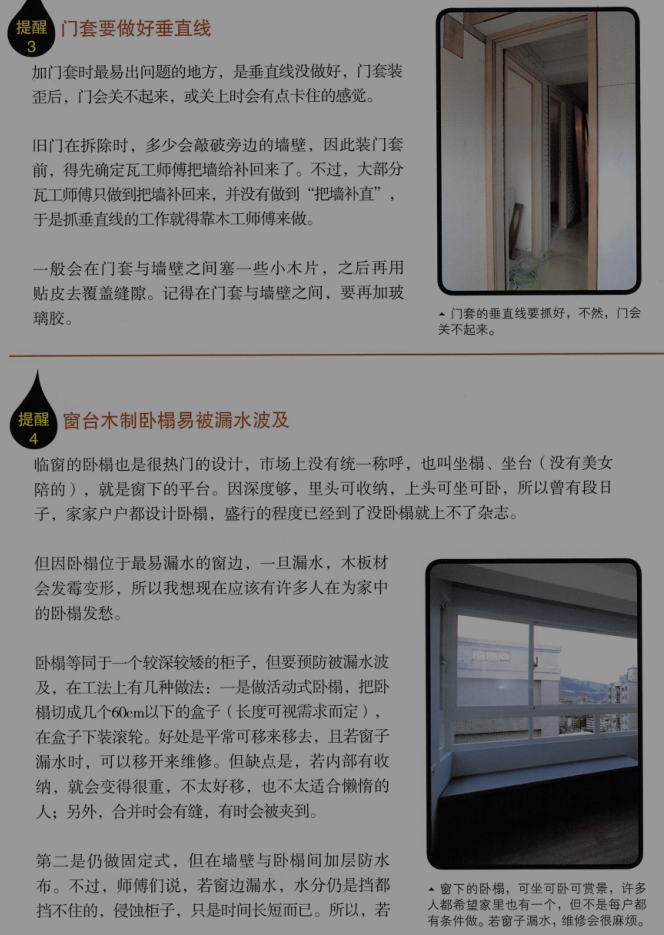 提醒
3
门套要做好垂直线
加门套时最易出问题的地方，是垂直线没做好，门套装
歪后，门会关不起来，或关上时会有点卡住的感觉。
旧门在拆除时，多少会敲破旁边的墙壁，因此装门套
前，得先确定瓦工师傅把墙给补回来了。不过，大部分
瓦工师傅只做到把墙补回来，并没有做到“把墙补直”，
于是抓垂直线的工作就得靠木工师傅来做。
一般会在门套与墙壁之间塞一些小木片，之后再用
贴皮去覆盖缝隙。记得在门套与墙壁之间，要再加玻
璃胶。
门套的垂直线要抓好，不然，门会
关不起来。
提醒
4
窗台木制卧榻易被漏水波及
临窗的卧榻也是很热门的设计，市场上没有统一称呼，也叫坐榻、坐台（没有美女
陪的），就是窗下的平台。因深度够，里头可收纳，上头可坐可卧，所以曾有段日
子，家家户户都设计卧榻，盛行的程度已经到了没卧榻就上不了杂志。
但因卧榻位于最易漏水的窗边，一旦漏水，木板材
会发霉变形，所以我想现在应该有许多人在为家中
的卧榻发愁。
卧榻等同于一个较深较矮的柜子，但要预防被漏水波
及，在工法上有几种做法：一是做活动式卧榻，把卧
榻切成几个60cm以下的盒子（长度可视需求而定），
在盒子下装滚轮。好处是平常可移来移去，且若窗子
漏水时，可以移开来维修。但缺点是，若内部有收
纳，就会变得很重，不太好移，也不太适合懒惰的
人；另外，合并时会有缝，有时会被夹到。
第二是仍做固定式，但在墙壁与卧榻间加层防水
布。不过，师傅们说，若窗边漏水，水分仍是挡都
挡不住的，侵蚀柜子，只是时间长短而已。所以，若
窗下的卧榻，可坐可卧可赏景，许多
人都希望家里也有一个，但不是每户都
有条件做。若窗子漏水，维修会很麻烦。